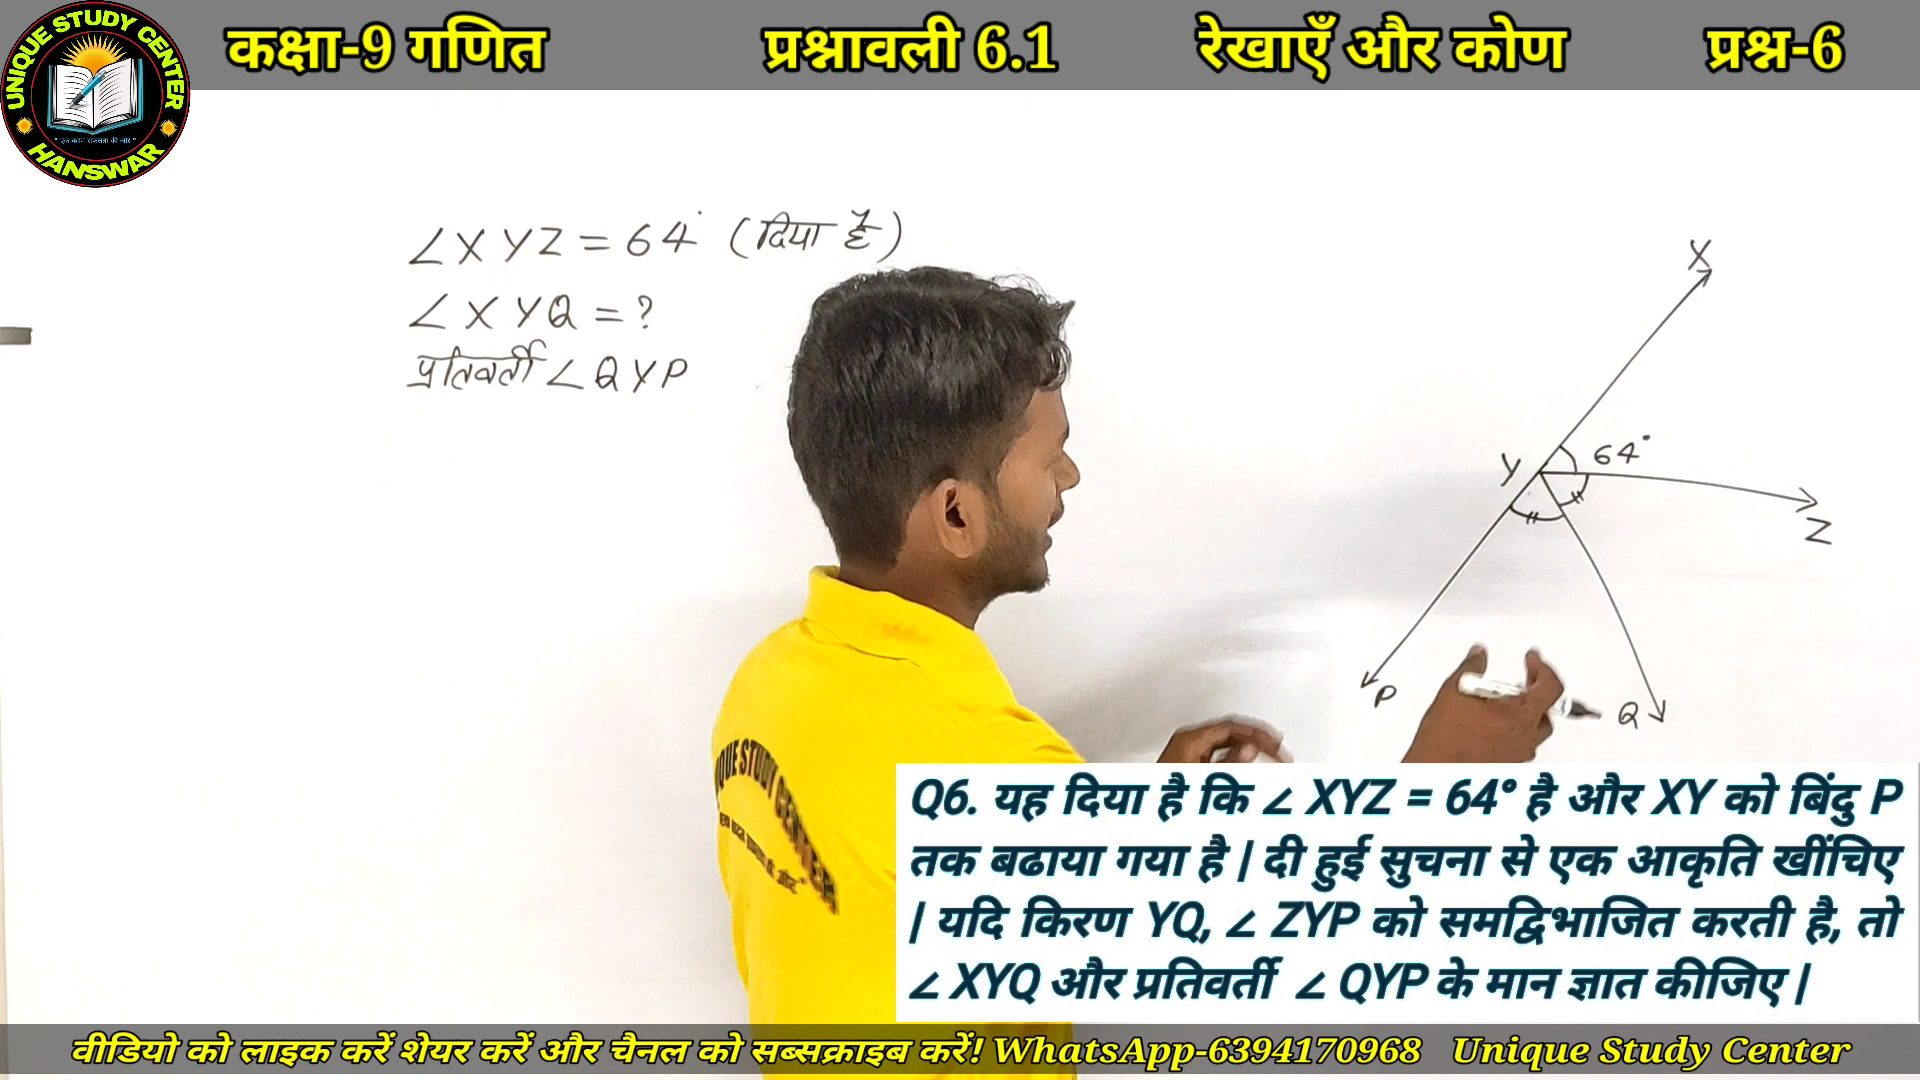 UNIQUE STUDY CENTER
HANSWAR
कक्षा-9 गणित प्रश्नावली 6.1 रेखाएँ और कोण प्रश्न-6
∠XYZ = 64° (दिया है)
∠XYQ = ?
प्रतिवर्ती ∠QYP
X
Y 64°
Z
P
Q
UNIQUE STUDY CENTER
Q6. यह दिया है कि ∠ XYZ = 64° है और XY को बिंदु P
तक बढाया गया है | दी हुई सुचना से एक आकृति खींचिए
| यदि किरण YQ, ∠ ZYP को समद्विभाजित करती है, तो
∠ XYQ और प्रतिवर्ती ∠ QYP के मान ज्ञात कीजिए |
वीडियो को लाइक करें शेयर करें और चैनल को सब्सक्राइब करें! WhatsApp-6394170968 Unique Study Center